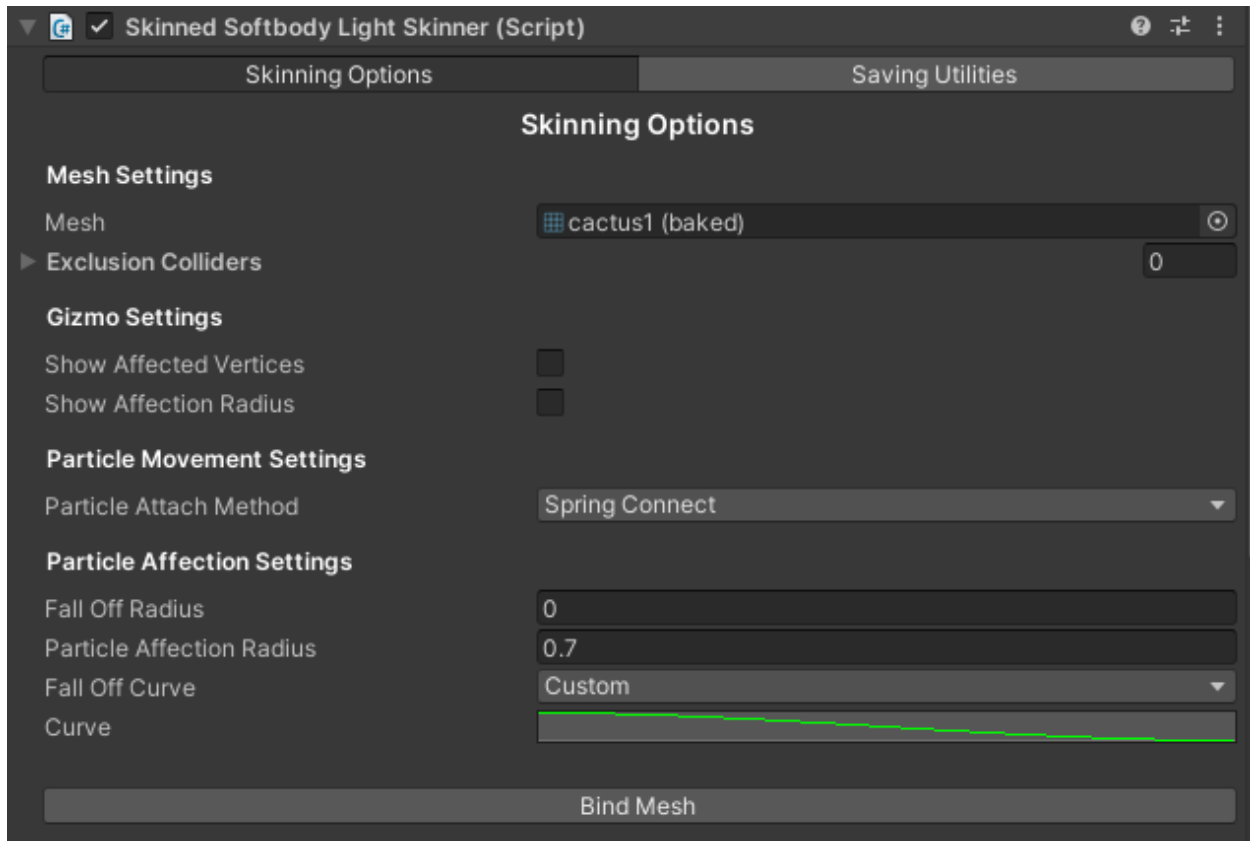 Skinned Softbody Light Skinner (Script)
Skinning Options Saving Utilities
Skinning Options
Mesh Settings
Mesh cactus1 (baked)
Exclusion Colliders 0
Gizmo Settings
Show Affected Vertices
Show Affection Radius
Particle Movement Settings
Particle Attach Method Spring Connect
Particle Affection Settings
Fall Off Radius 0
Particle Affection Radius 0.7
Fall Off Curve Custom
Curve
Bind Mesh